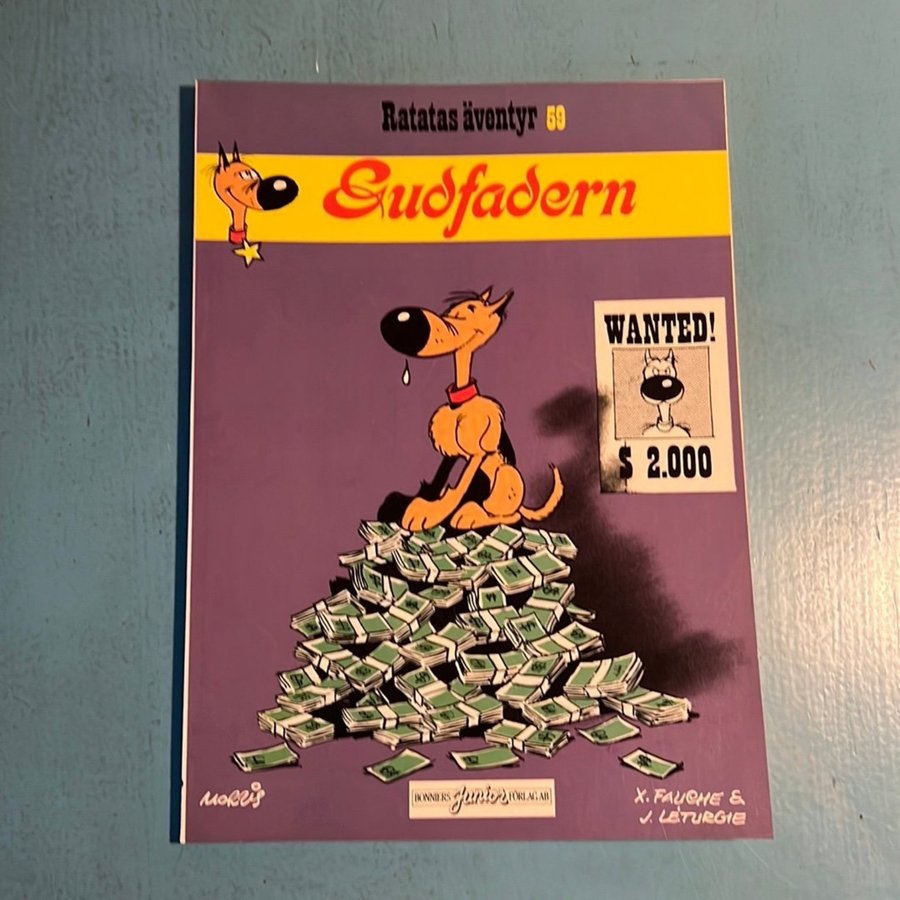 Ratatas äventyr 59
Gudfadern
WANTED!
$ 2.000
MORRIS
BONNIERS Junior FÖRLAG AB
X. FAUCHE &
J. LÉTURGIE